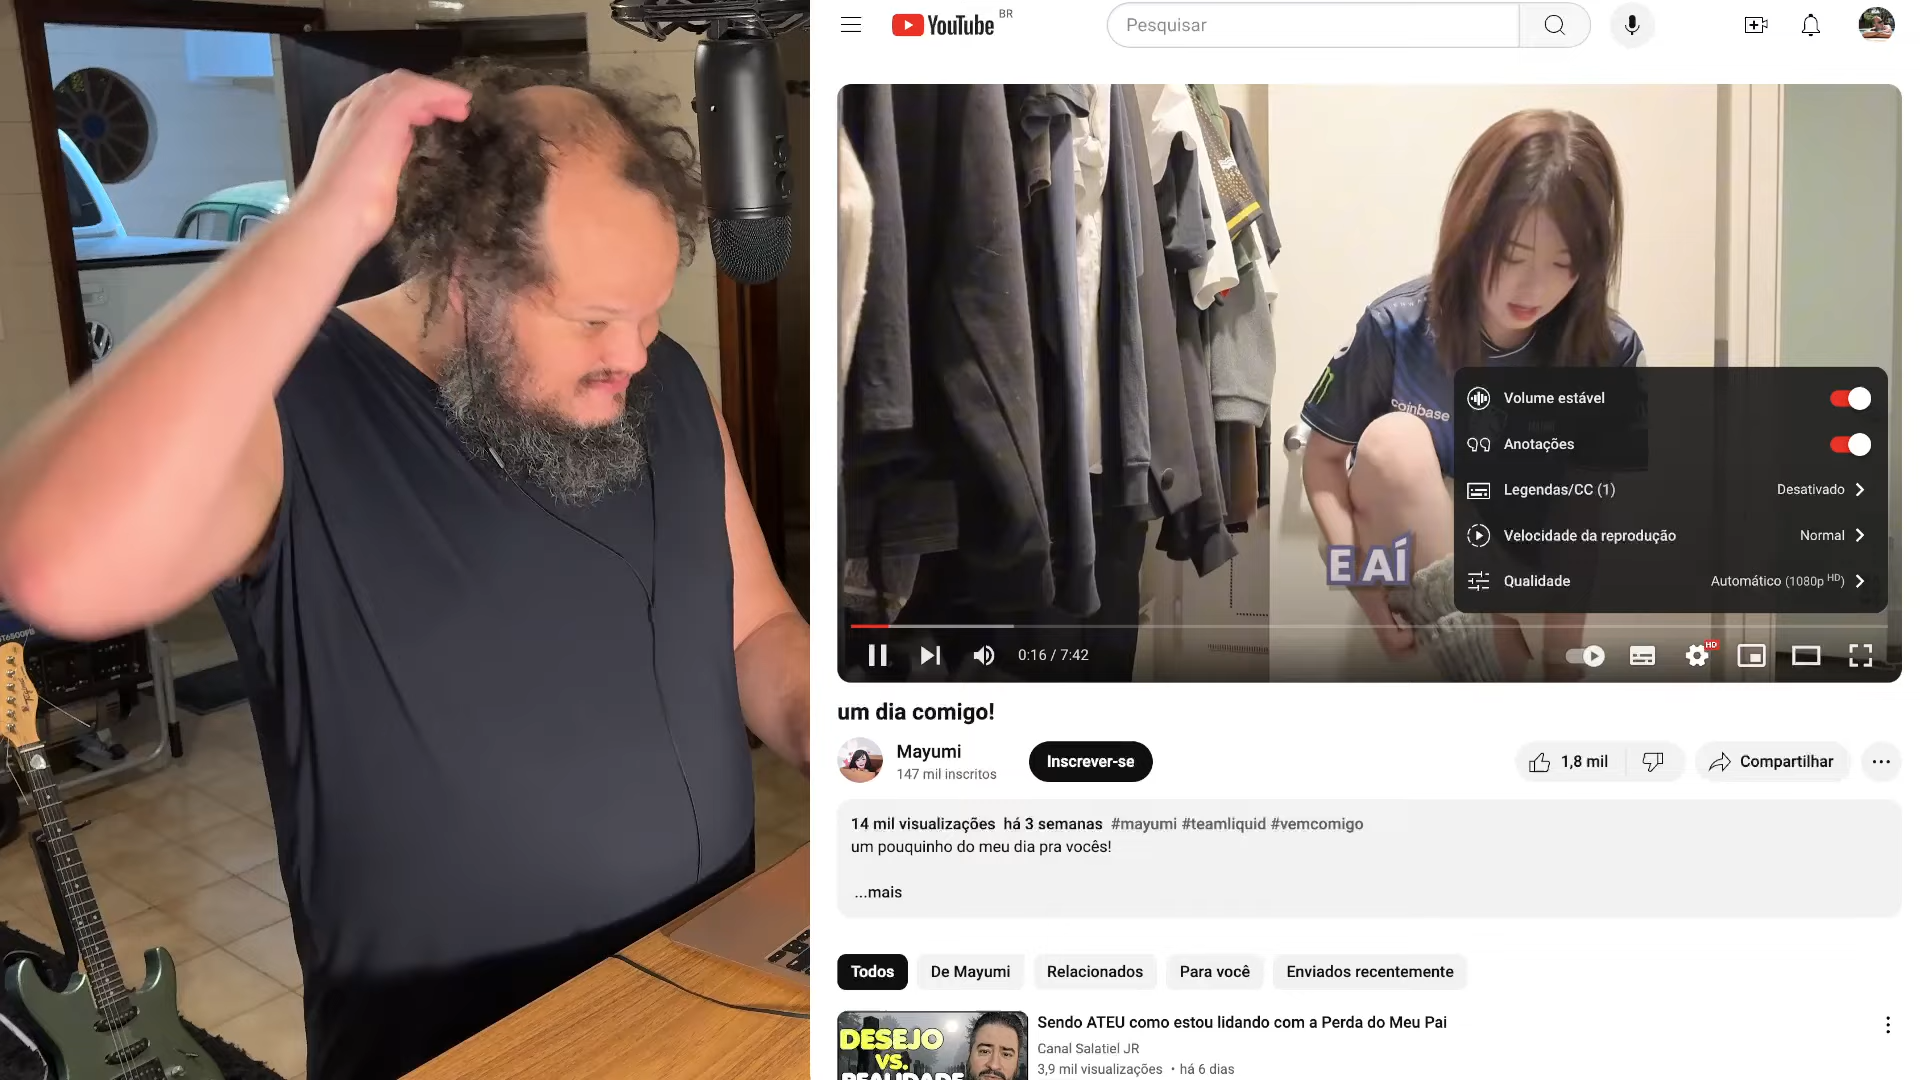 YouTube BR
Pesquisar
coinbase
E AÍ
Volume estável
Anotações
Legendas/CC (1) Desativado
Velocidade da reprodução Normal
Qualidade Automático (1080p HD)
0:16 / 7:42
HD
um dia comigo!
Mayumi
147 mil inscritos
Inscrever-se
1,8 mil
Compartilhar
14 mil visualizações há 3 semanas #mayumi #teamliquid #vemcomigo
um pouquinho do meu dia pra vocês!
...mais
Todos
De Mayumi
Relacionados
Para você
Enviados recentemente
DESEJO
VS.
REALIDADE
Sendo ATEU como estou lidando com a Perda do Meu Pai
Canal Salatiel JR
3,9 mil visualizações • há 6 dias